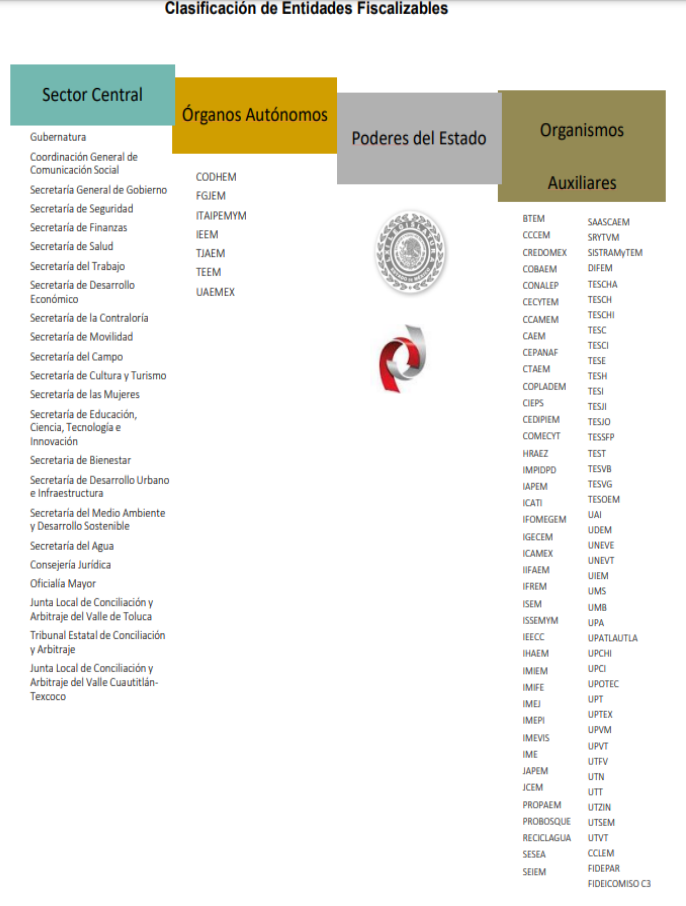 Clasificación de Entidades Fiscalizables
Sector Central
Gubernatura
Coordinación General de
Comunicación Social
Secretaría General de Gobierno
Secretaría de Seguridad
Secretaría de Finanzas
Secretaría de Salud
Secretaría del Trabajo
Secretaría de Desarrollo
Económico
Secretaría de la Contraloría
Secretaría de Movilidad
Secretaría del Campo
Secretaría de Cultura y Turismo
Secretaría de las Mujeres
Secretaría de Educación,
Ciencia, Tecnología e
Innovación
Secretaria de Bienestar
Secretaría de Desarrollo Urbano
e Infraestructura
Secretaría del Medio Ambiente
y Desarrollo Sostenible
Secretaría del Agua
Consejería Jurídica
Oficialía Mayor
Junta Local de Conciliación y
Arbitraje del Valle de Toluca
Tribunal Estatal de Conciliación
y Arbitraje
Junta Local de Conciliación y
Arbitraje del Valle Cuautitlán-
Texcoco
Órganos Autónomos
CODHEM
FGJEM
ITAIPEMYM
IEEM
TJAEM
TEEM
UAEMEX
Poderes del Estado
Organismos
Auxiliares
BTEM
CCCEM
CREDOMEX
COBAEM
CONALEP
CECYTEM
CCAMEM
CAEM
CEPANAF
CTAEM
COPLADEM
CIEPS
CEDIPIEM
COMECYT
HRAEZ
IMPIDPD
IAPEM
ICATI
IFOMEGEM
IGECEM
ICAMEX
IIFAEM
IFREM
ISEM
ISSEMYM
IEECC
IHAEM
IMIEM
IMIFE
IMEJ
IMEPI
IMEVIS
IME
JAPEM
JCEM
PROPAEM
PROBOSQUE
RECICLAGUA
SESEA
SEIEM
SAASCAEM
SRYTVM
SISTRAMyTEM
DIFEM
TESCHA
TESCH
TESCHI
TESC
TESCI
TESE
TESH
TESI
TESJI
TESJO
TESSFP
TEST
TESVB
TESVG
TESOEM
UAI
UDEM
UNEVE
UNEVT
UIEM
UMS
UMB
UPA
UPATLAUTLA
UPCHI
UPCI
UPOTEC
UPT
UPTEX
UPVM
UPVT
UTFV
UTN
UTT
UTZIN
UTSEM
UTVT
CCLEM
FIDEPAR
FIDEICOMISO C3